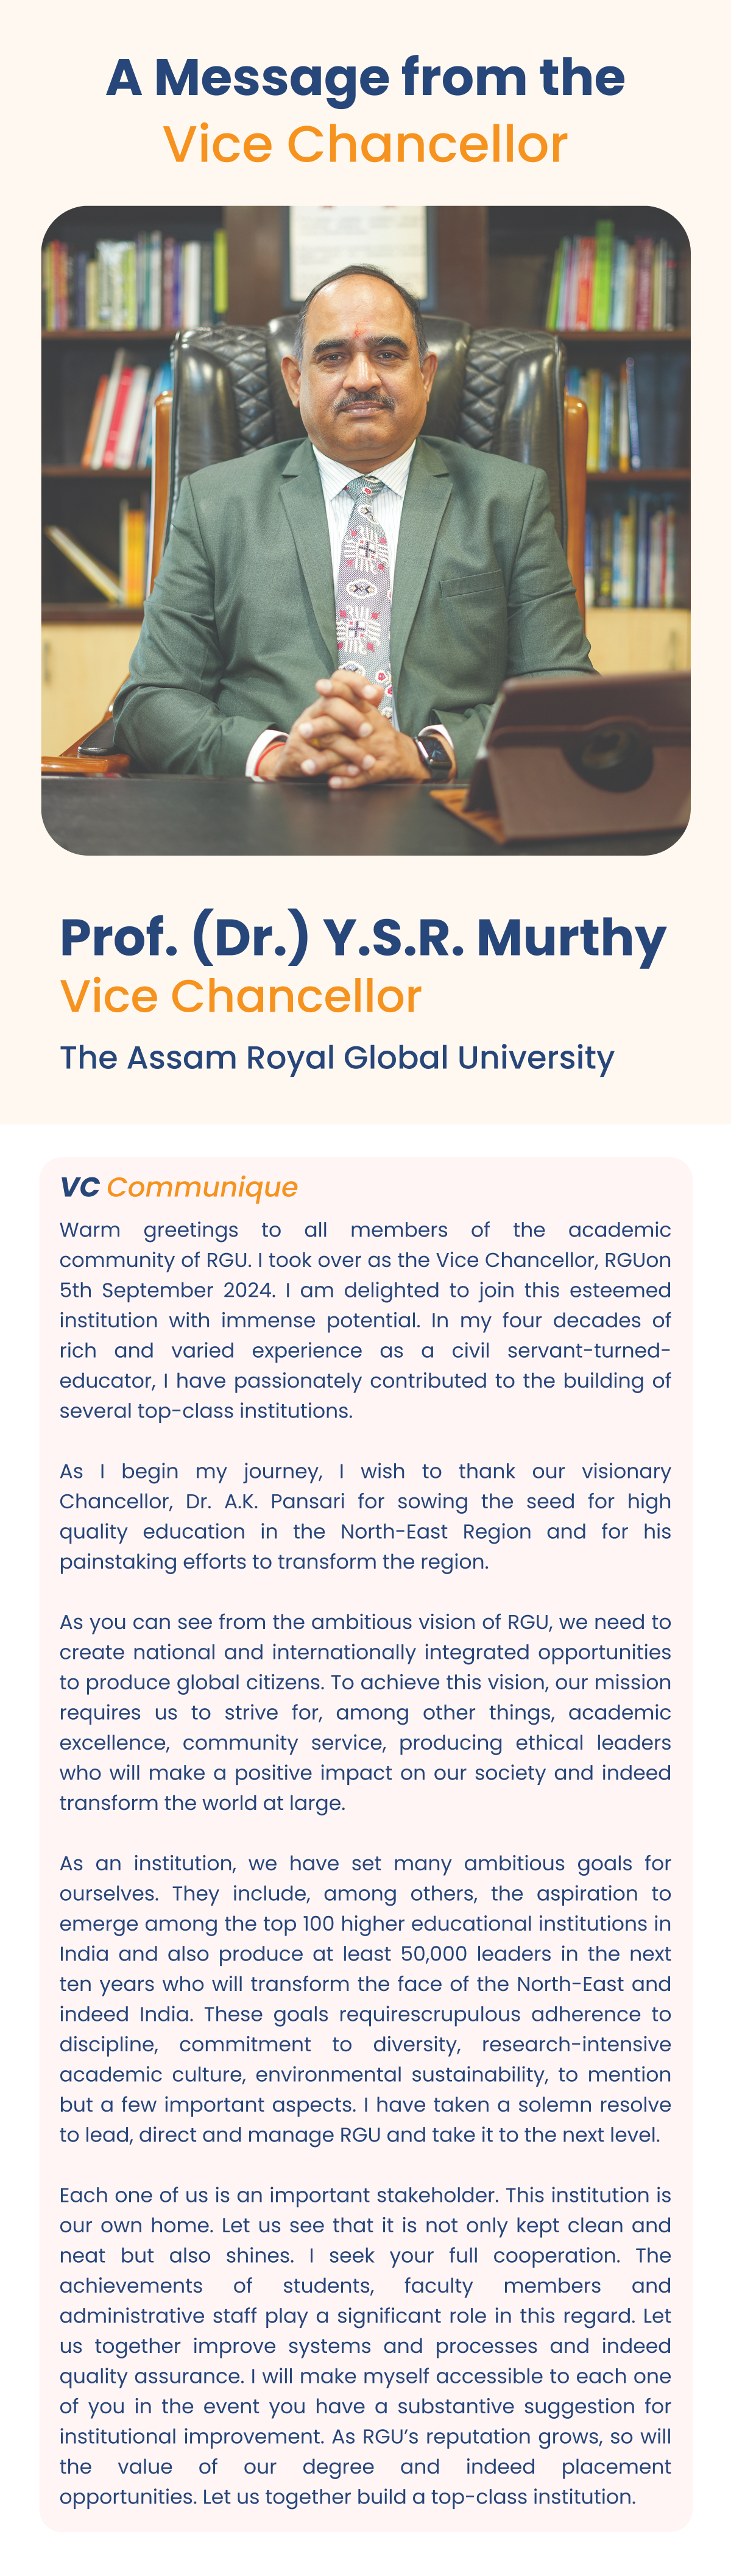 A Message from the
Vice Chancellor
Prof. (Dr.) Y.S.R. Murthy
Vice Chancellor
The Assam Royal Global University
VC Communique
Warm greetings to all members of the academic
community of RGU. I took over as the Vice Chancellor, RGUon
5th September 2024. I am delighted to join this esteemed
institution with immense potential. In my four decades of
rich and varied experience as a civil servant-turned-
educator, I have passionately contributed to the building of
several top-class institutions.
As I begin my journey, I wish to thank our visionary
Chancellor, Dr. A.K. Pansari for sowing the seed for high
quality education in the North-East Region and for his
painstaking efforts to transform the region.
As you can see from the ambitious vision of RGU, we need to
create national and internationally integrated opportunities
to produce global citizens. To achieve this vision, our mission
requires us to strive for, among other things, academic
excellence, community service, producing ethical leaders
who will make a positive impact on our society and indeed
transform the world at large.
As an institution, we have set many ambitious goals for
ourselves. They include, among others, the aspiration to
emerge among the top 100 higher educational institutions in
India and also produce at least 50,000 leaders in the next
ten years who will transform the face of the North-East and
indeed India. These goals requirescrupulous adherence to
discipline, commitment to diversity, research-intensive
academic culture, environmental sustainability, to mention
but a few important aspects. I have taken a solemn resolve
to lead, direct and manage RGU and take it to the next level.
Each one of us is an important stakeholder. This institution is
our own home. Let us see that it is not only kept clean and
neat but also shines. I seek your full cooperation. The
achievements of students, faculty members and
administrative staff play a significant role in this regard. Let
us together improve systems and processes and indeed
quality assurance. I will make myself accessible to each one
of you in the event you have a substantive suggestion for
institutional improvement. As RGU’s reputation grows, so will
the value of our degree and indeed placement
opportunities. Let us together build a top-class institution.